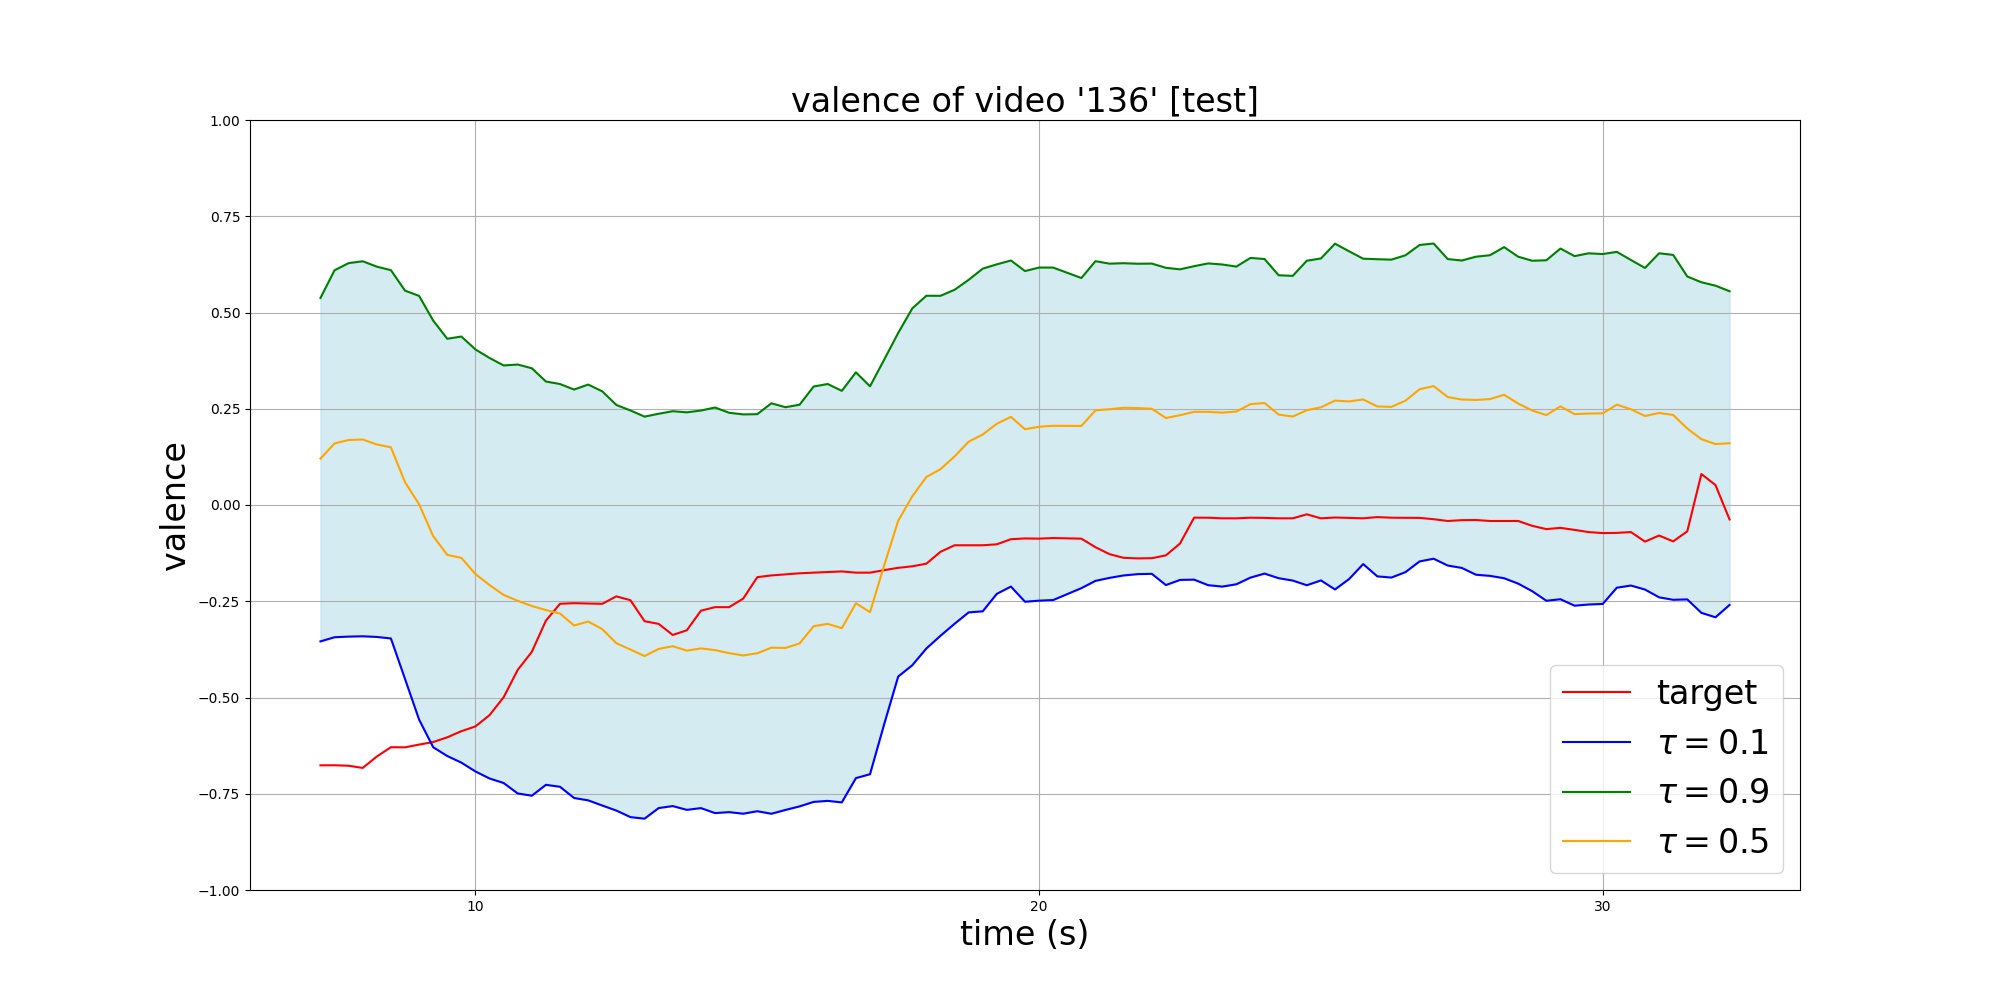 valence of video '136' [test]
1.00
0.75
0.50
0.25
0.00
−0.25
−0.50
−0.75
−1.00
valence
10
20
30
time (s)
target
τ = 0.1
τ = 0.9
τ = 0.5